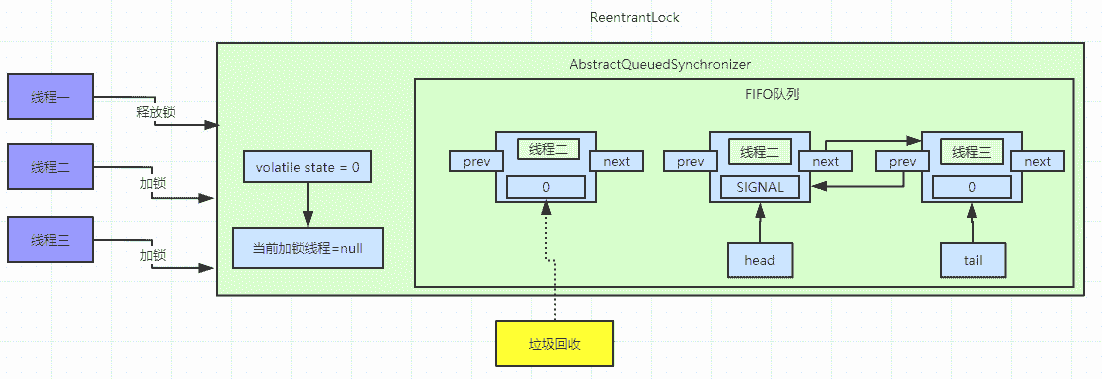 ReentrantLock
AbstractQueuedSynchronizer
FIFO队列
线程一
释放锁
线程二
加锁
线程三
加锁
volatile state = 0
当前加锁线程=null
prev
线程二
next
0
prev
线程二
next
SIGNAL
prev
线程三
next
0
head
tail
垃圾回收